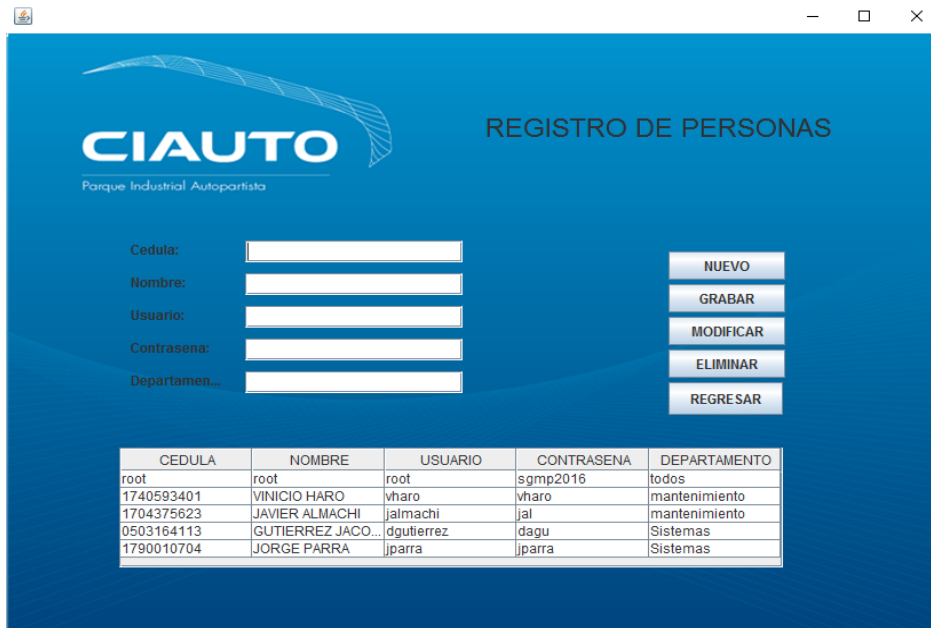 CIAUTO
Parque Industrial Autopartista
REGISTRO DE PERSONAS
Cedula:
Nombre:
Usuario:
Contrasena:
Departamen...
NUEVO
GRABAR
MODIFICAR
ELIMINAR
REGRESAR
CEDULA NOMBRE USUARIO CONTRASENA DEPARTAMENTO
root root root sgmp2016 todos
1740593401 VINICIO HARO vharo vharo mantenimiento
1704375623 JAVIER ALMACHI jalmachi jal mantenimiento
0503164113 GUTIERREZ JACO... dgutierrez dagu Sistemas
1790010704 JORGE PARRA jparra jparra Sistemas